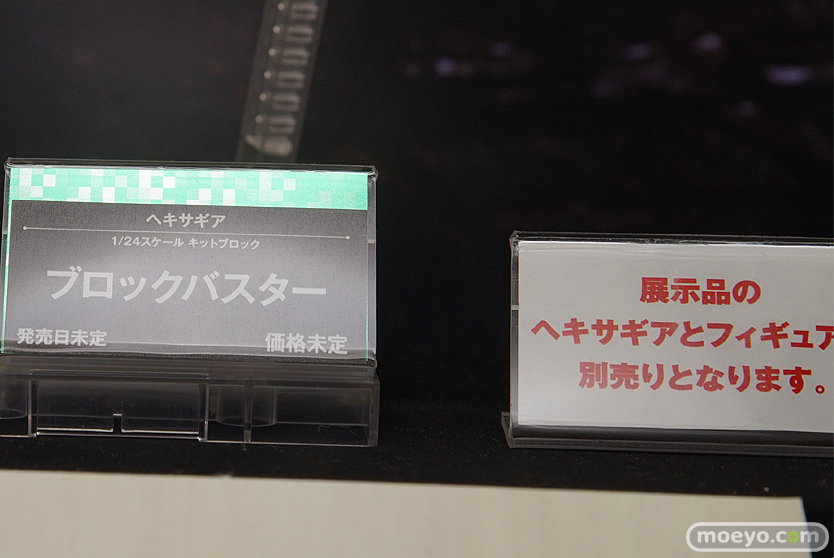 ヘキサギア
1/24スケール キットブロック
ブロックバスター
発売日未定
価格未定
展示品の
ヘキサギアとフィギュア
別売りとなります。
moeyo.com